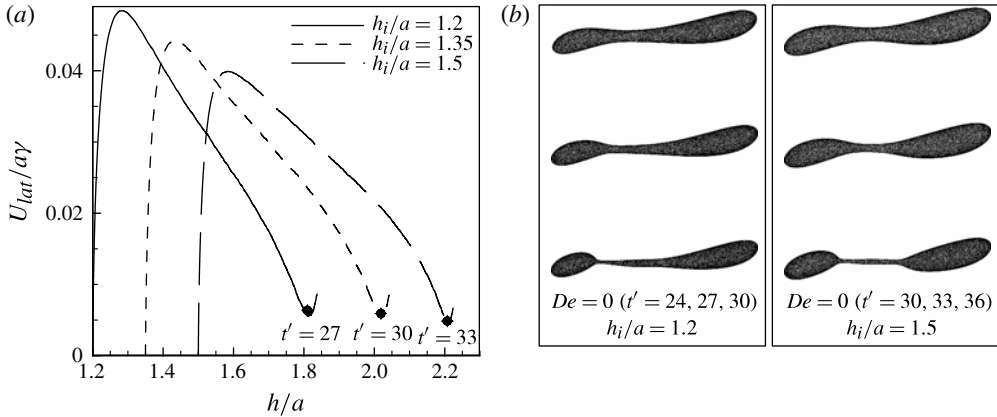 (a)
h_i/a = 1.2
h_i/a = 1.35
h_i/a = 1.5
U_lat/aγ
0.04
0.02
0
t′ = 27
t′ = 30
t′ = 33
1.2
1.4
1.6
1.8
2.0
2.2
h/a
(b)
De = 0 (t′ = 24, 27, 30)
h_i/a = 1.2
De = 0 (t′ = 30, 33, 36)
h_i/a = 1.5